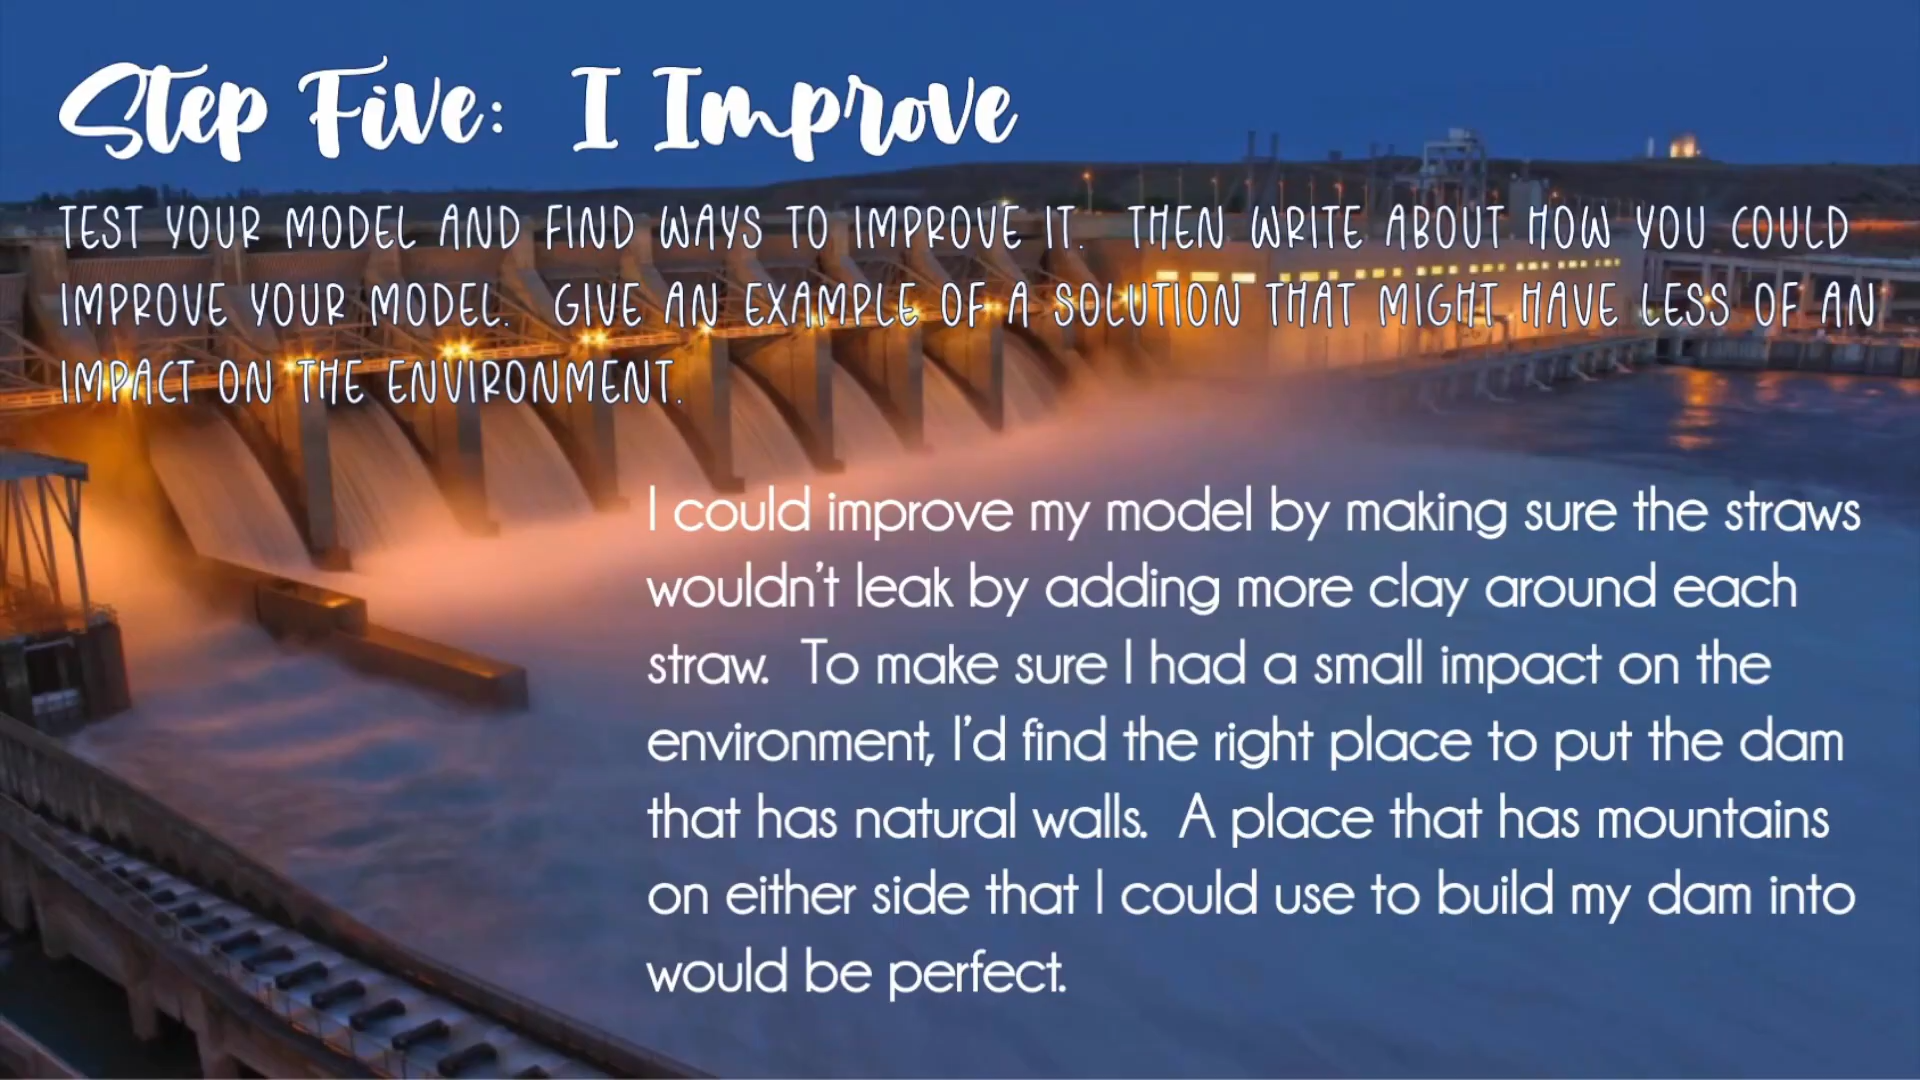 Step Five: I Improve
TEST YOUR MODEL AND FIND WAYS TO IMPROVE IT. THEN WRITE ABOUT HOW YOU COULD
IMPROVE YOUR MODEL. GIVE AN EXAMPLE OF A SOLUTION THAT MIGHT HAVE LESS OF AN
IMPACT ON THE ENVIRONMENT.
I could improve my model by making sure the straws
wouldn't leak by adding more clay around each
straw. To make sure I had a small impact on the
environment, I'd find the right place to put the dam
that has natural walls. A place that has mountains
on either side that I could use to build my dam into
would be perfect.